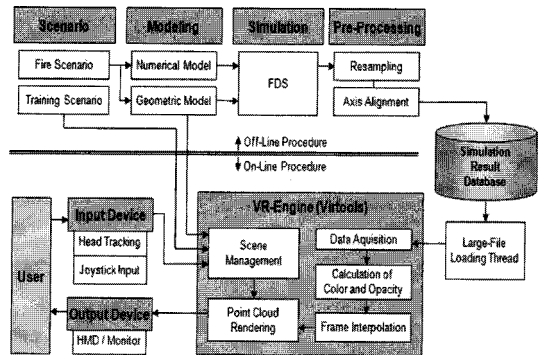 Scenario
Modeling
Simulation
Pre-Processing
Fire Scenario
Numerical Model
FDS
Resampling
Training Scenario
Geometric Model
Axis Alignment
Off-Line Procedure
On-Line Procedure
Simulation
Result
Database
Large-File
Loading Thread
VR-Engine (Virtools)
Data Aquisition
Calculation of
Color and Opacity
Frame Interpolation
Scene
Management
Point Cloud
Rendering
User
Input Device
Head Tracking
Joystick Input
Output Device
HMD / Monitor